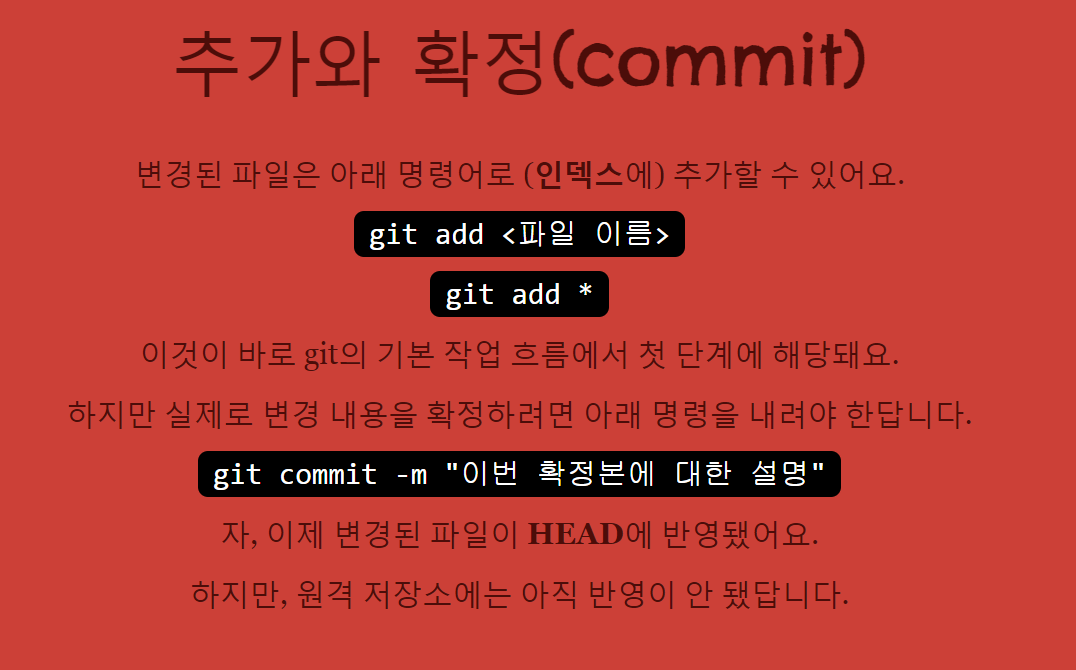 추가와 확정(commit)
변경된 파일은 아래 명령어로 (인덱스에) 추가할 수 있어요.
git add <파일 이름>
git add *
이것이 바로 git의 기본 작업 흐름에서 첫 단계에 해당돼요.
하지만 실제로 변경 내용을 확정하려면 아래 명령을 내려야 한답니다.
git commit -m "이번 확정본에 대한 설명"
자, 이제 변경된 파일이 HEAD에 반영됐어요.
하지만, 원격 저장소에는 아직 반영이 안 됐답니다.